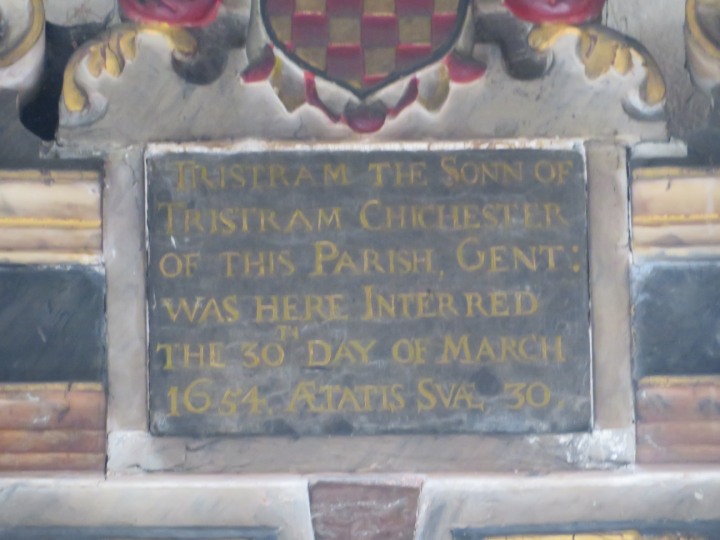 TRISTRAM THE SONN OF
TRISTRAM CHICHESTER
OF THIS PARISH, GENT:
WAS HERE INTERRED
THE 30TH DAY OF MARCH
1654. ÆTATIS SVÆ, 30.